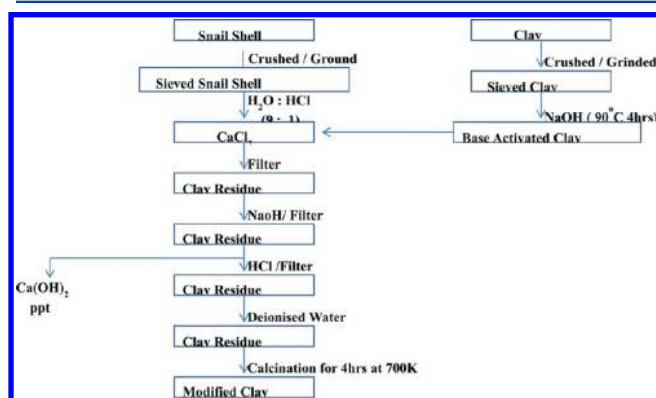 Snail Shell
Clay
Crushed / Ground
Crushed / Grinded
Sieved Snail Shell
Sieved Clay
H₂O : HCl
(9 : 1)
NaOH ( 90°C 4hrs)
CaCl₂
Base Activated Clay
Filter
Clay Residue
NaoH/ Filter
Clay Residue
HCl /Filter
Ca(OH)₂
ppt
Clay Residue
Deionised Water
Clay Residue
Calcination for 4hrs at 700K
Modified Clay